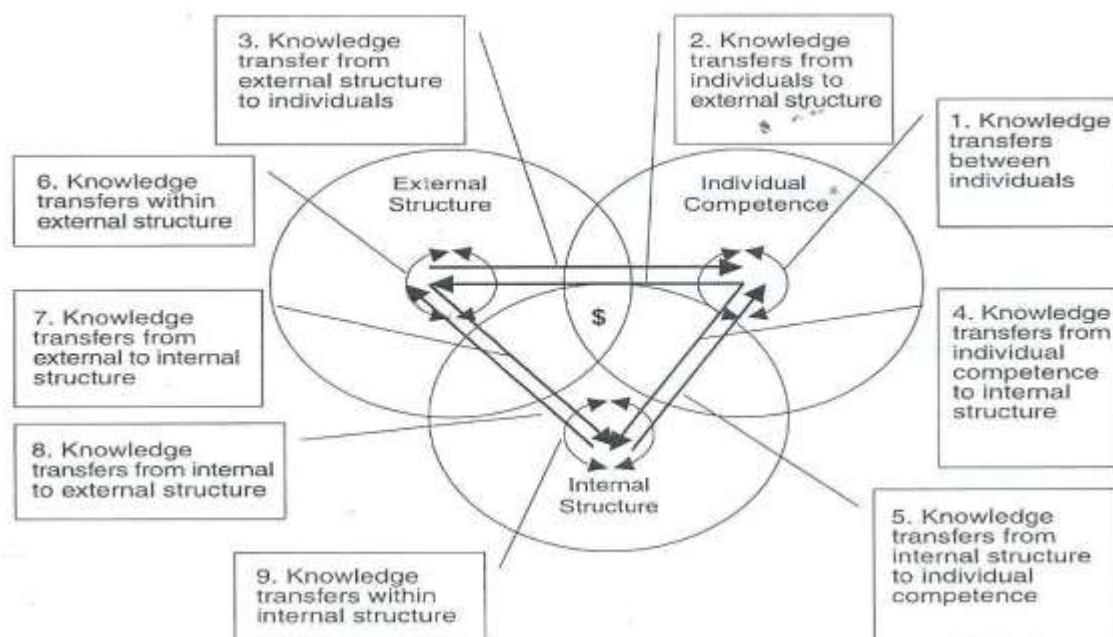 3. Knowledge
transfer from
external structure
to individuals
2. Knowledge
transfers from
individuals to
external structure
1. Knowledge
transfers
between
individuals
6. Knowledge
transfers within
external structure
External
Structure
Individual
Competence
7. Knowledge
transfers from
external to internal
structure
$
4. Knowledge
transfers from
individual
competence
to internal
structure
8. Knowledge
transfers from internal
to external structure
Internal
Structure
5. Knowledge
transfers from
internal structure
to individual
competence
9. Knowledge
transfers within
internal structure